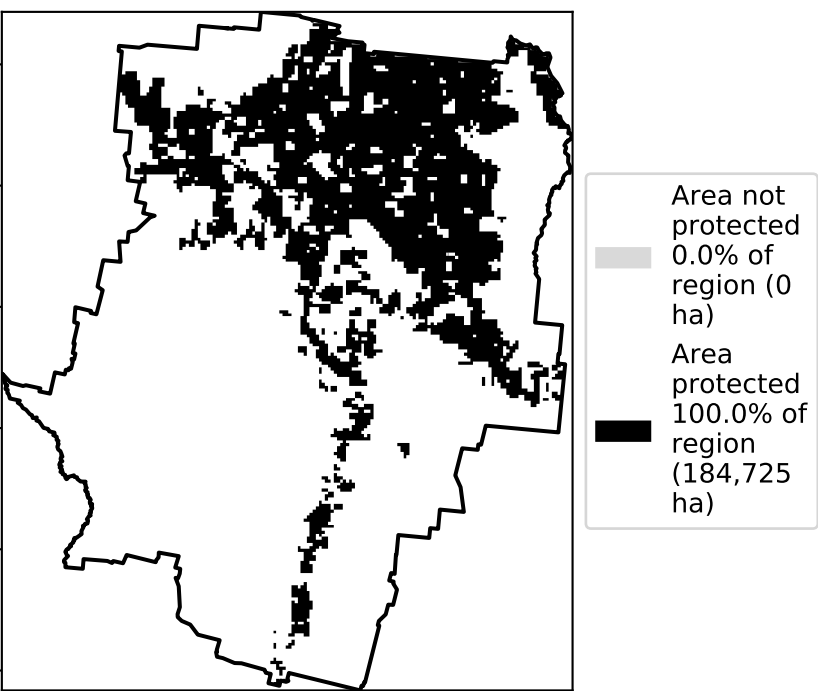 Area not
protected
0.0% of
region (0
ha)
Area
protected
100.0% of
region
(184,725
ha)